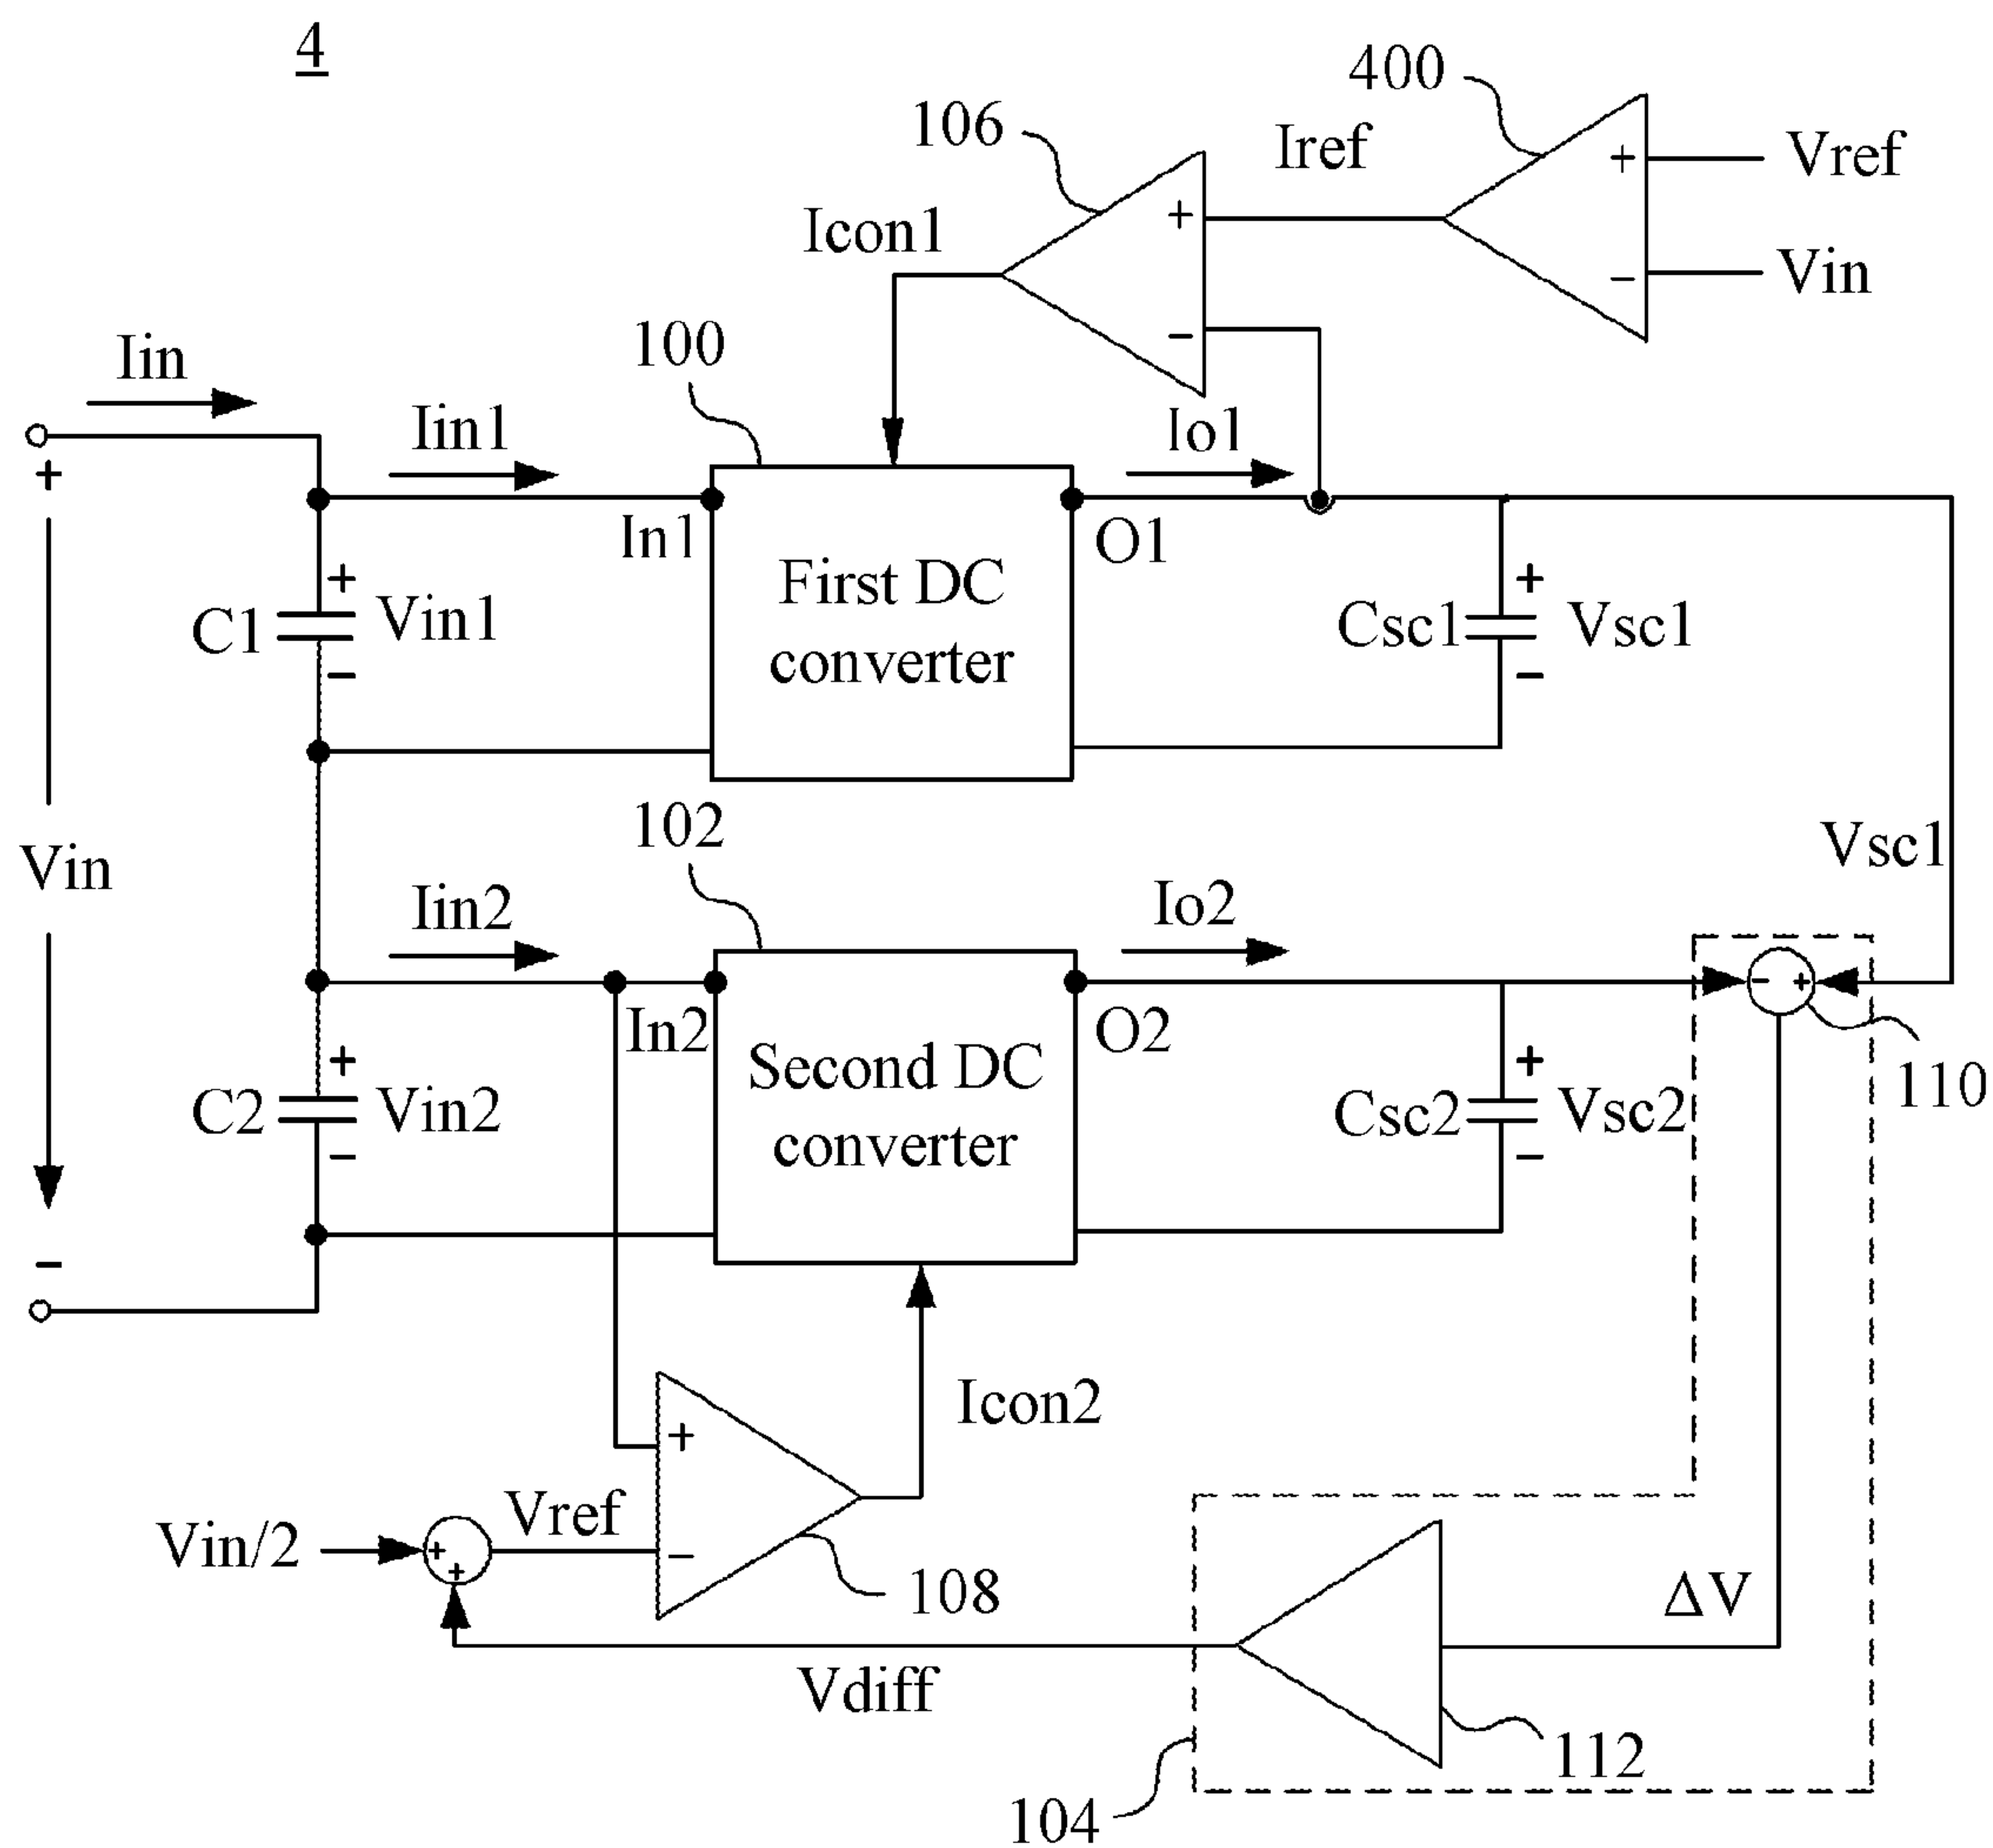 4
400
106
Iref
+
Vref
Icon1
+
−
Vin
−
100
Iin
Iin1
Io1
+
In1
O1
First DC
converter
C1
+
Vin1
−
Csc1
+
Vsc1
−
102
Vin
Vsc1
Iin2
Io2
−
+
In2
O2
110
Second DC
converter
C2
+
Vin2
−
Csc2
+
Vsc2
−
−
Icon2
+
Vref
Vin/2
+
+
−
108
ΔV
Vdiff
112
104